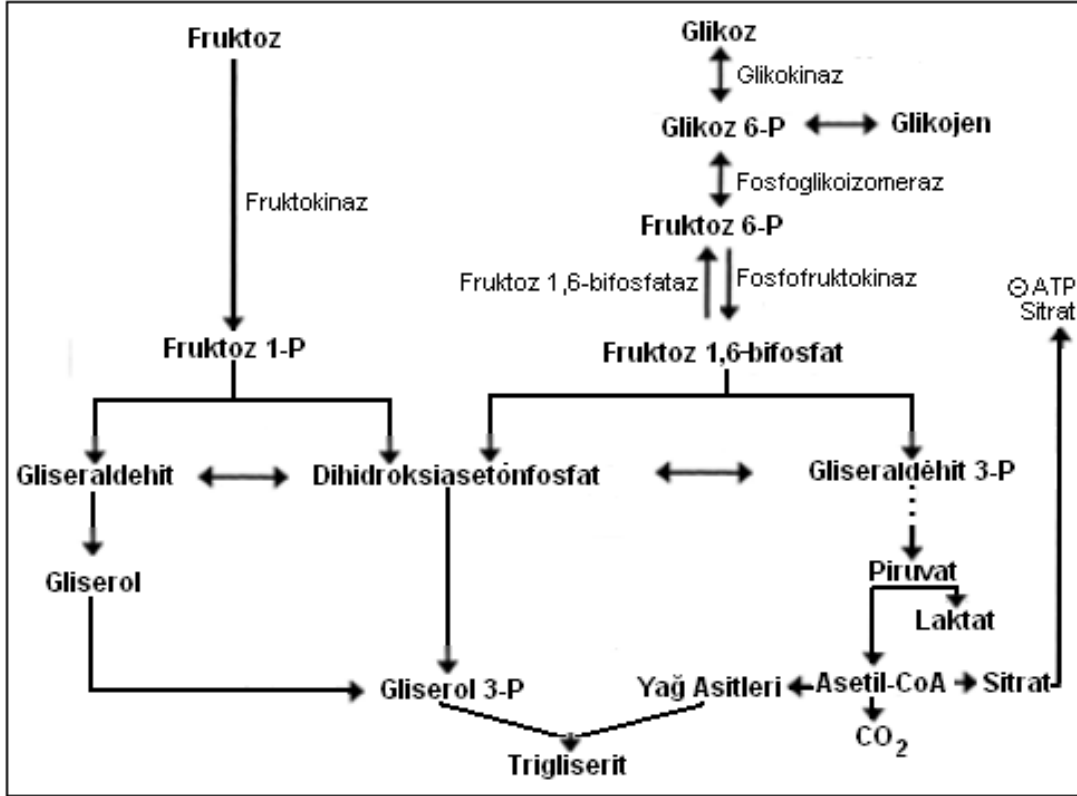 Fruktoz
Glikoz
Glikokinaz
Glikoz 6-P
Glikojen
Fosfoglikoizomeraz
Fruktokinaz
Fruktoz 6-P
Fruktoz 1,6-bifosfataz
Fosfofruktokinaz
⊖ATP
Sitrat
Fruktoz 1-P
Fruktoz 1,6-bifosfat
Gliseraldehit
Dihidroksiasetónfosfat
Gliseraldéhit 3-P
Gliserol
Piruvat
Laktat
Gliserol 3-P
Yağ Asitleri
Asetil-CoA
Sitrat
CO₂
Trigliserit